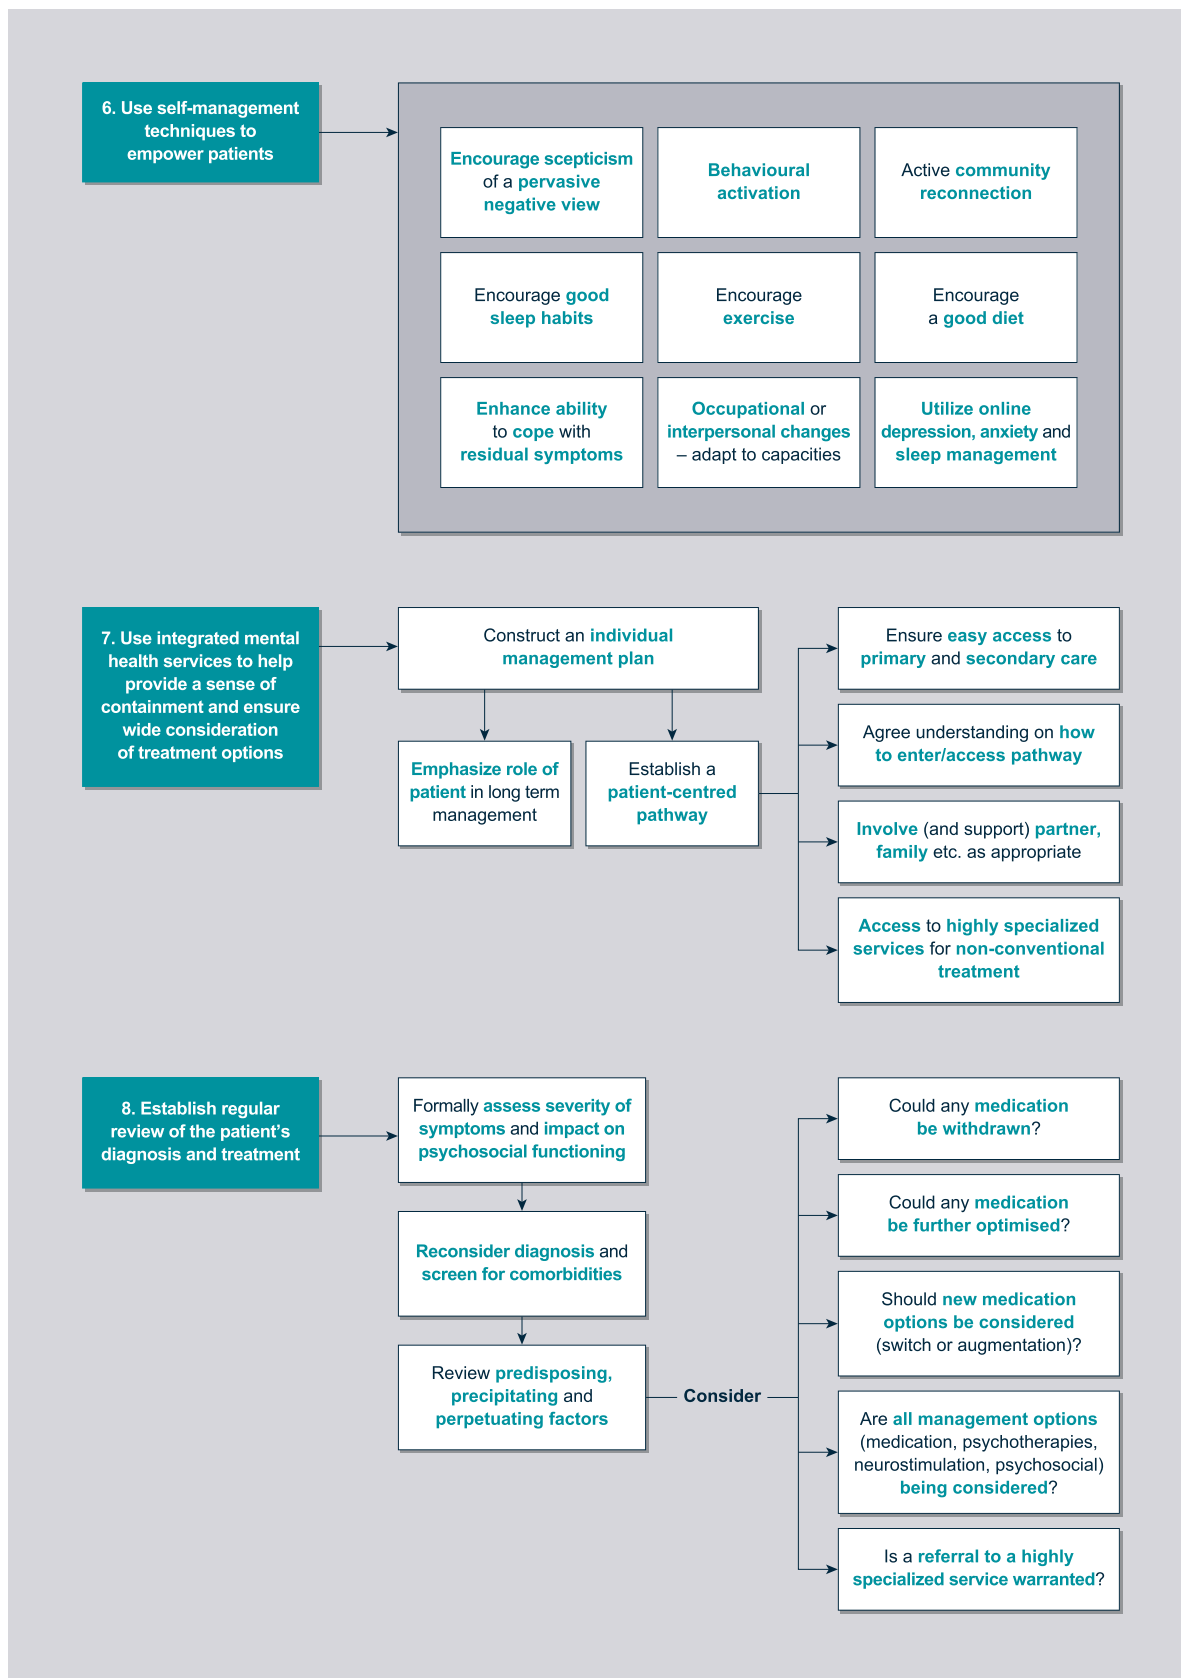 6. Use self-management
techniques to
empower patients
Encourage scepticism
of a pervasive
negative view
Behavioural
activation
Active community
reconnection
Encourage good
sleep habits
Encourage
exercise
Encourage
a good diet
Enhance ability
to cope with
residual symptoms
Occupational or
interpersonal changes
– adapt to capacities
Utilize online
depression, anxiety and
sleep management
7. Use integrated mental
health services to help
provide a sense of
containment and ensure
wide consideration
of treatment options
Construct an individual
management plan
Emphasize role of
patient in long term
management
Establish a
patient-centred
pathway
Ensure easy access to
primary and secondary care
Agree understanding on how
to enter/access pathway
Involve (and support) partner,
family etc. as appropriate
Access to highly specialized
services for non-conventional
treatment
8. Establish regular
review of the patient’s
diagnosis and treatment
Formally assess severity of
symptoms and impact on
psychosocial functioning
Reconsider diagnosis and
screen for comorbidities
Review predisposing,
precipitating and
perpetuating factors
Consider
Could any medication
be withdrawn?
Could any medication
be further optimised?
Should new medication
options be considered
(switch or augmentation)?
Are all management options
(medication, psychotherapies,
neurostimulation, psychosocial)
being considered?
Is a referral to a highly
specialized service warranted?